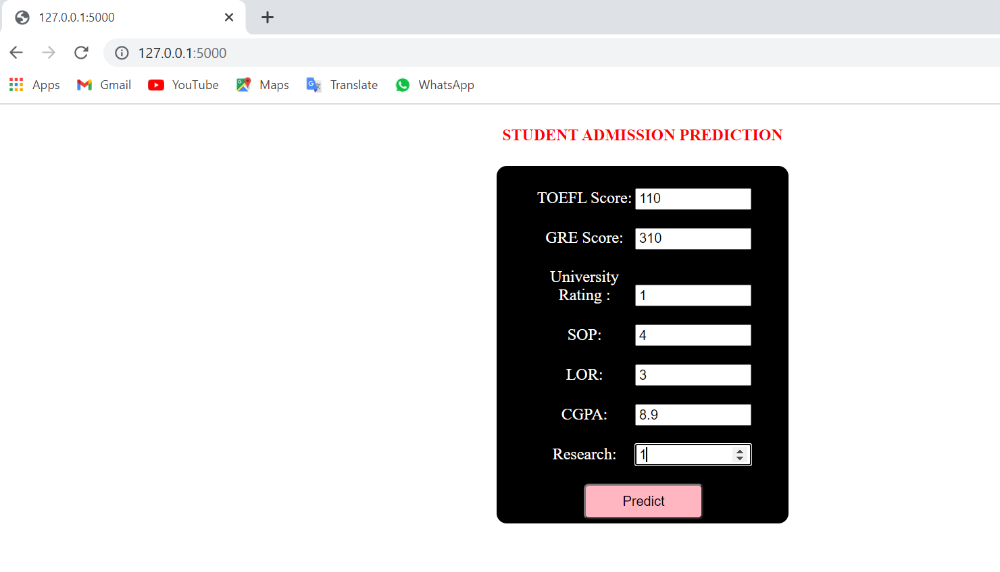 127.0.0.1:5000
127.0.0.1:5000
Apps Gmail YouTube Maps Translate WhatsApp
STUDENT ADMISSION PREDICTION
TOEFL Score: 110
GRE Score: 310
University
Rating : 1
SOP: 4
LOR: 3
CGPA: 8.9
Research: 1
Predict